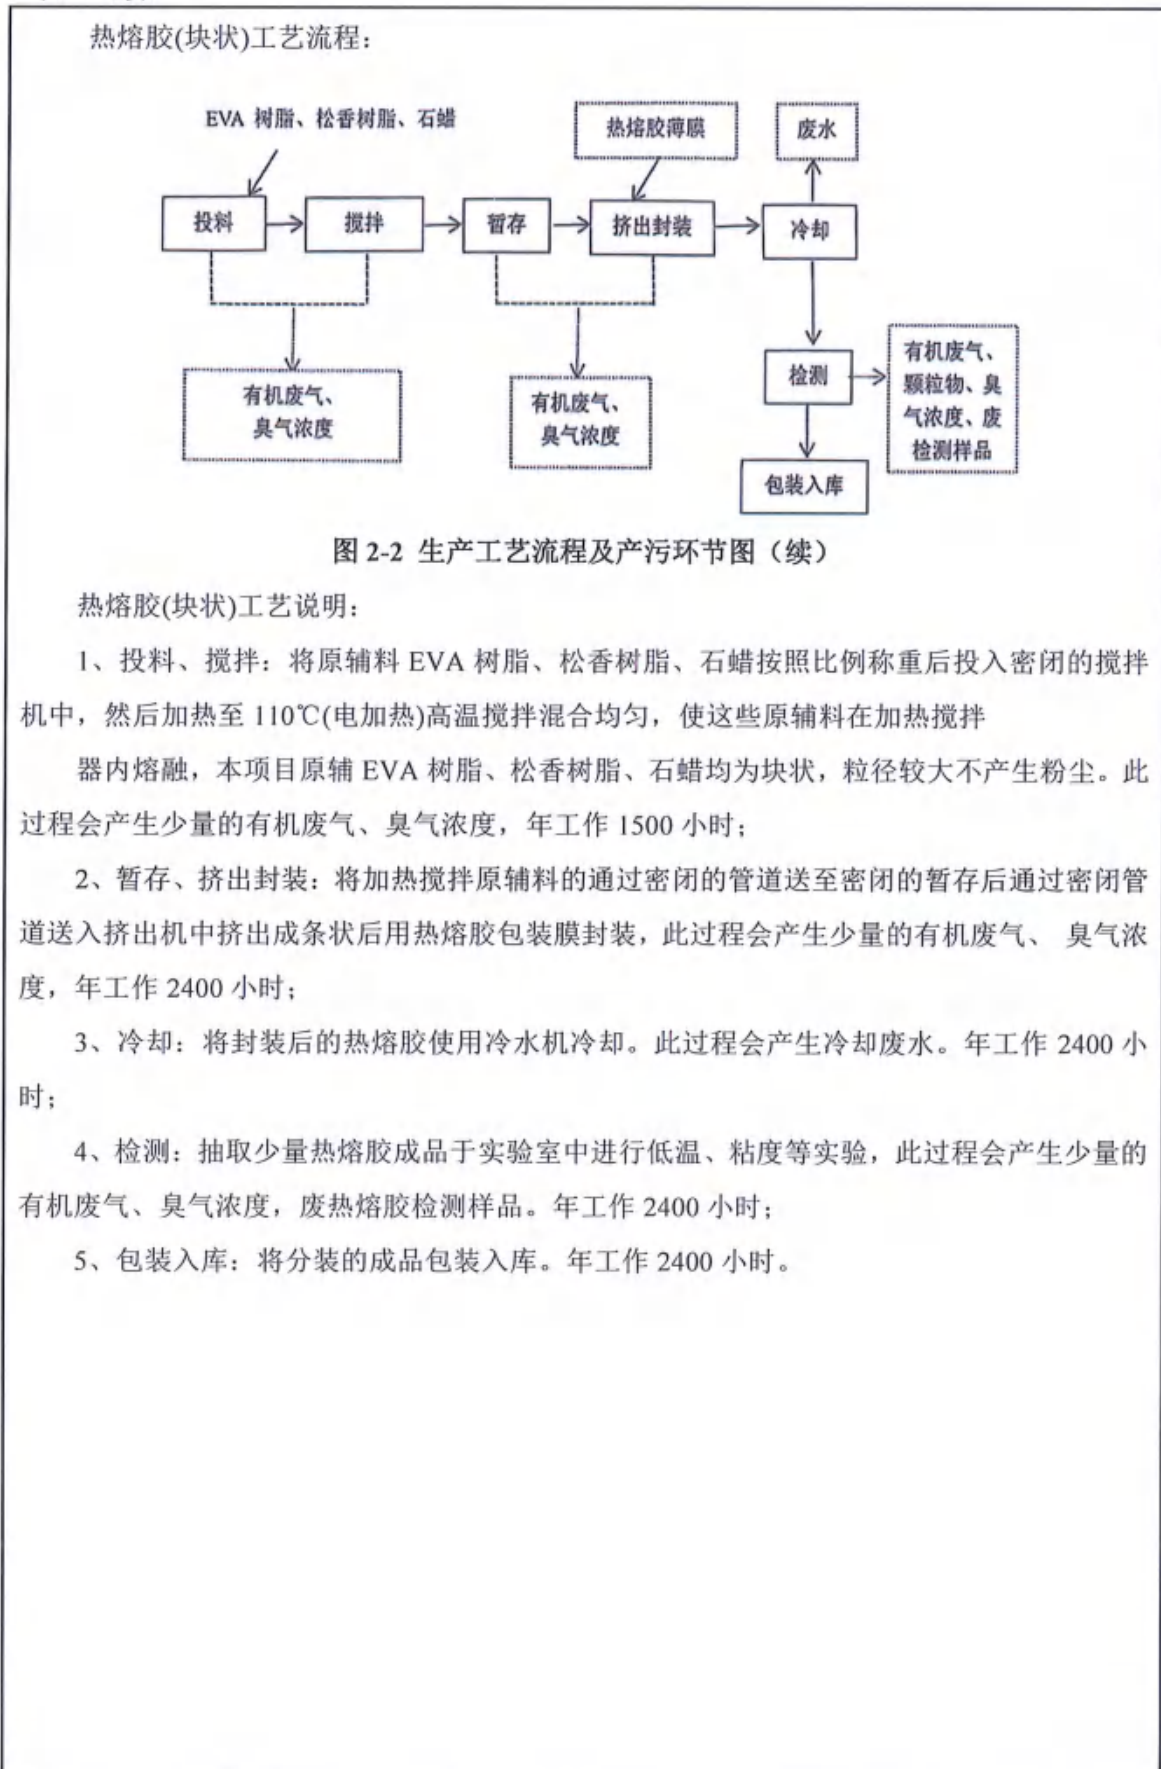 热熔胶(块状)工艺流程：
EVA 树脂、松香树脂、石蜡
热熔胶薄膜
废水
投料
搅拌
暂存
挤出封装
冷却
有机废气、
臭气浓度
有机废气、
臭气浓度
检测
有机废气、
颗粒物、臭
气浓度、废
检测样品
包装入库
图 2-2 生产工艺流程及产污环节图（续）
热熔胶(块状)工艺说明：
1、投料、搅拌：将原辅料 EVA 树脂、松香树脂、石蜡按照比例称重后投入密闭的搅拌
机中，然后加热至 110℃(电加热)高温搅拌混合均匀，使这些原辅料在加热搅拌
器内熔融，本项目原辅 EVA 树脂、松香树脂、石蜡均为块状，粒径较大不产生粉尘。此
过程会产生少量的有机废气、臭气浓度，年工作 1500 小时；
2、暂存、挤出封装：将加热搅拌原辅料的通过密闭的管道送至密闭的暂存后通过密闭管
道送入挤出机中挤出成条状后用热熔胶包装膜封装，此过程会产生少量的有机废气、 臭气浓
度，年工作 2400 小时；
3、冷却：将封装后的热熔胶使用冷水机冷却。此过程会产生冷却废水。年工作 2400 小
时；
4、检测：抽取少量热熔胶成品于实验室中进行低温、粘度等实验，此过程会产生少量的
有机废气、臭气浓度，废热熔胶检测样品。年工作 2400 小时；
5、包装入库：将分装的成品包装入库。年工作 2400 小时。